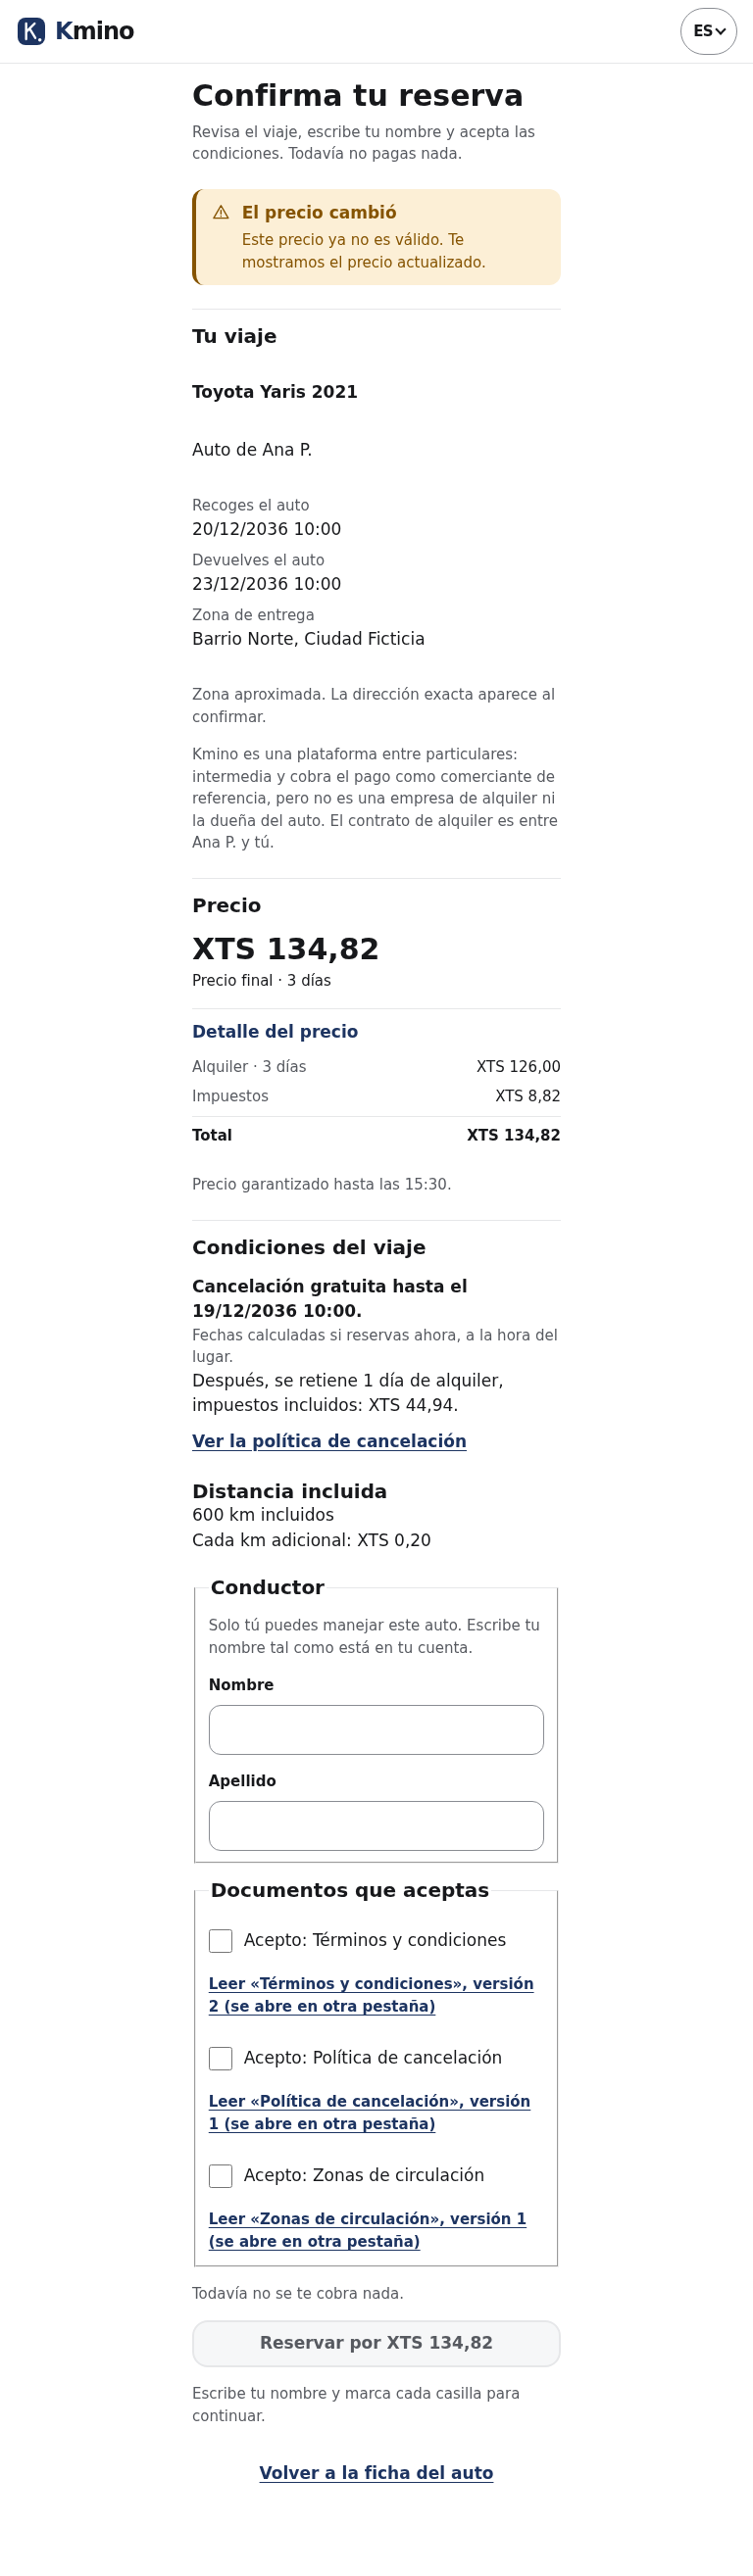 Kmino
ES
Confirma tu reserva
Revisa el viaje, escribe tu nombre y acepta las
condiciones. Todavía no pagas nada.
El precio cambió
Este precio ya no es válido. Te
mostramos el precio actualizado.
Tu viaje
Toyota Yaris 2021
Auto de Ana P.
Recoges el auto
20/12/2036 10:00
Devuelves el auto
23/12/2036 10:00
Zona de entrega
Barrio Norte, Ciudad Ficticia
Zona aproximada. La dirección exacta aparece al
confirmar.
Kmino es una plataforma entre particulares:
intermedia y cobra el pago como comerciante de
referencia, pero no es una empresa de alquiler ni
la dueña del auto. El contrato de alquiler es entre
Ana P. y tú.
Precio
XTS 134,82
Precio final · 3 días
Detalle del precio
Alquiler · 3 días XTS 126,00
Impuestos XTS 8,82
Total XTS 134,82
Precio garantizado hasta las 15:30.
Condiciones del viaje
Cancelación gratuita hasta el
19/12/2036 10:00.
Fechas calculadas si reservas ahora, a la hora del
lugar.
Después, se retiene 1 día de alquiler,
impuestos incluidos: XTS 44,94.
Ver la política de cancelación
Distancia incluida
600 km incluidos
Cada km adicional: XTS 0,20
Conductor
Solo tú puedes manejar este auto. Escribe tu
nombre tal como está en tu cuenta.
Nombre
Apellido
Documentos que aceptas
Acepto: Términos y condiciones
Leer «Términos y condiciones», versión
2 (se abre en otra pestaña)
Acepto: Política de cancelación
Leer «Política de cancelación», versión
1 (se abre en otra pestaña)
Acepto: Zonas de circulación
Leer «Zonas de circulación», versión 1
(se abre en otra pestaña)
Todavía no se te cobra nada.
Reservar por XTS 134,82
Escribe tu nombre y marca cada casilla para
continuar.
Volver a la ficha del auto